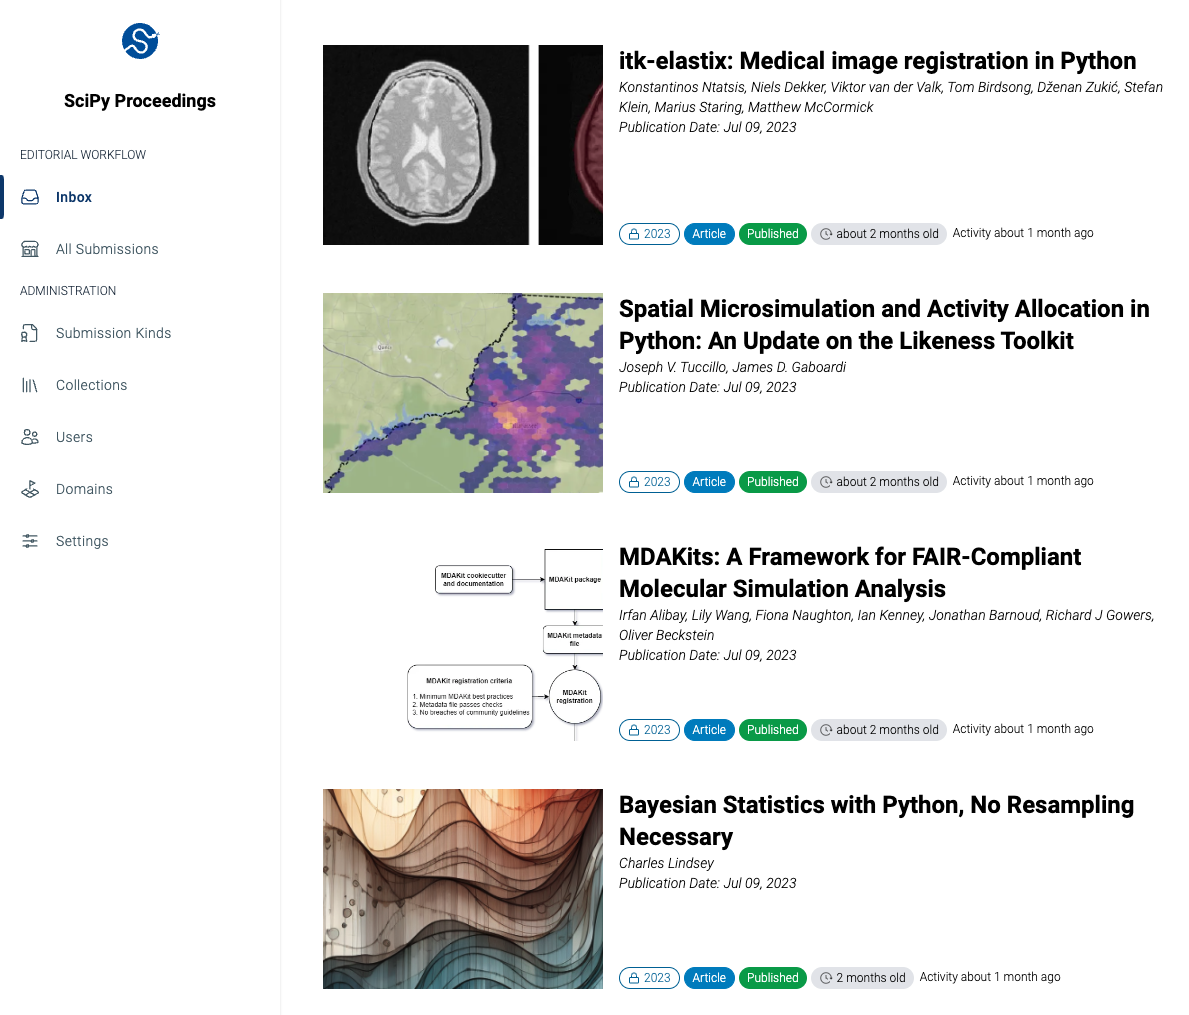 SciPy Proceedings
EDITORIAL WORKFLOW
Inbox
All Submissions
ADMINISTRATION
Submission Kinds
Collections
Users
Domains
Settings
itk-elastix: Medical image registration in Python
Konstantinos Ntatsis, Niels Dekker, Viktor van der Valk, Tom Birdsong, Dženan Zukić, Stefan
Klein, Marius Staring, Matthew McCormick
Publication Date: Jul 09, 2023
2023 Article Published about 2 months old Activity about 1 month ago
Spatial Microsimulation and Activity Allocation in
Python: An Update on the Likeness Toolkit
Joseph V. Tuccillo, James D. Gaboardi
Publication Date: Jul 09, 2023
2023 Article Published about 2 months old Activity about 1 month ago
MDAKit cookiecutter
and documentation
MDAKit package
MDAKit metadata
file
MDAKit registration criteria
1. Minimum MDAKit best practices
2. Metadata file passes checks
3. No breaches of community guidelines
MDAKit
registration
MDAKits: A Framework for FAIR-Compliant
Molecular Simulation Analysis
Irfan Alibay, Lily Wang, Fiona Naughton, Ian Kenney, Jonathan Barnoud, Richard J Gowers,
Oliver Beckstein
Publication Date: Jul 09, 2023
2023 Article Published about 2 months old Activity about 1 month ago
Bayesian Statistics with Python, No Resampling
Necessary
Charles Lindsey
Publication Date: Jul 09, 2023
2023 Article Published 2 months old Activity about 1 month ago